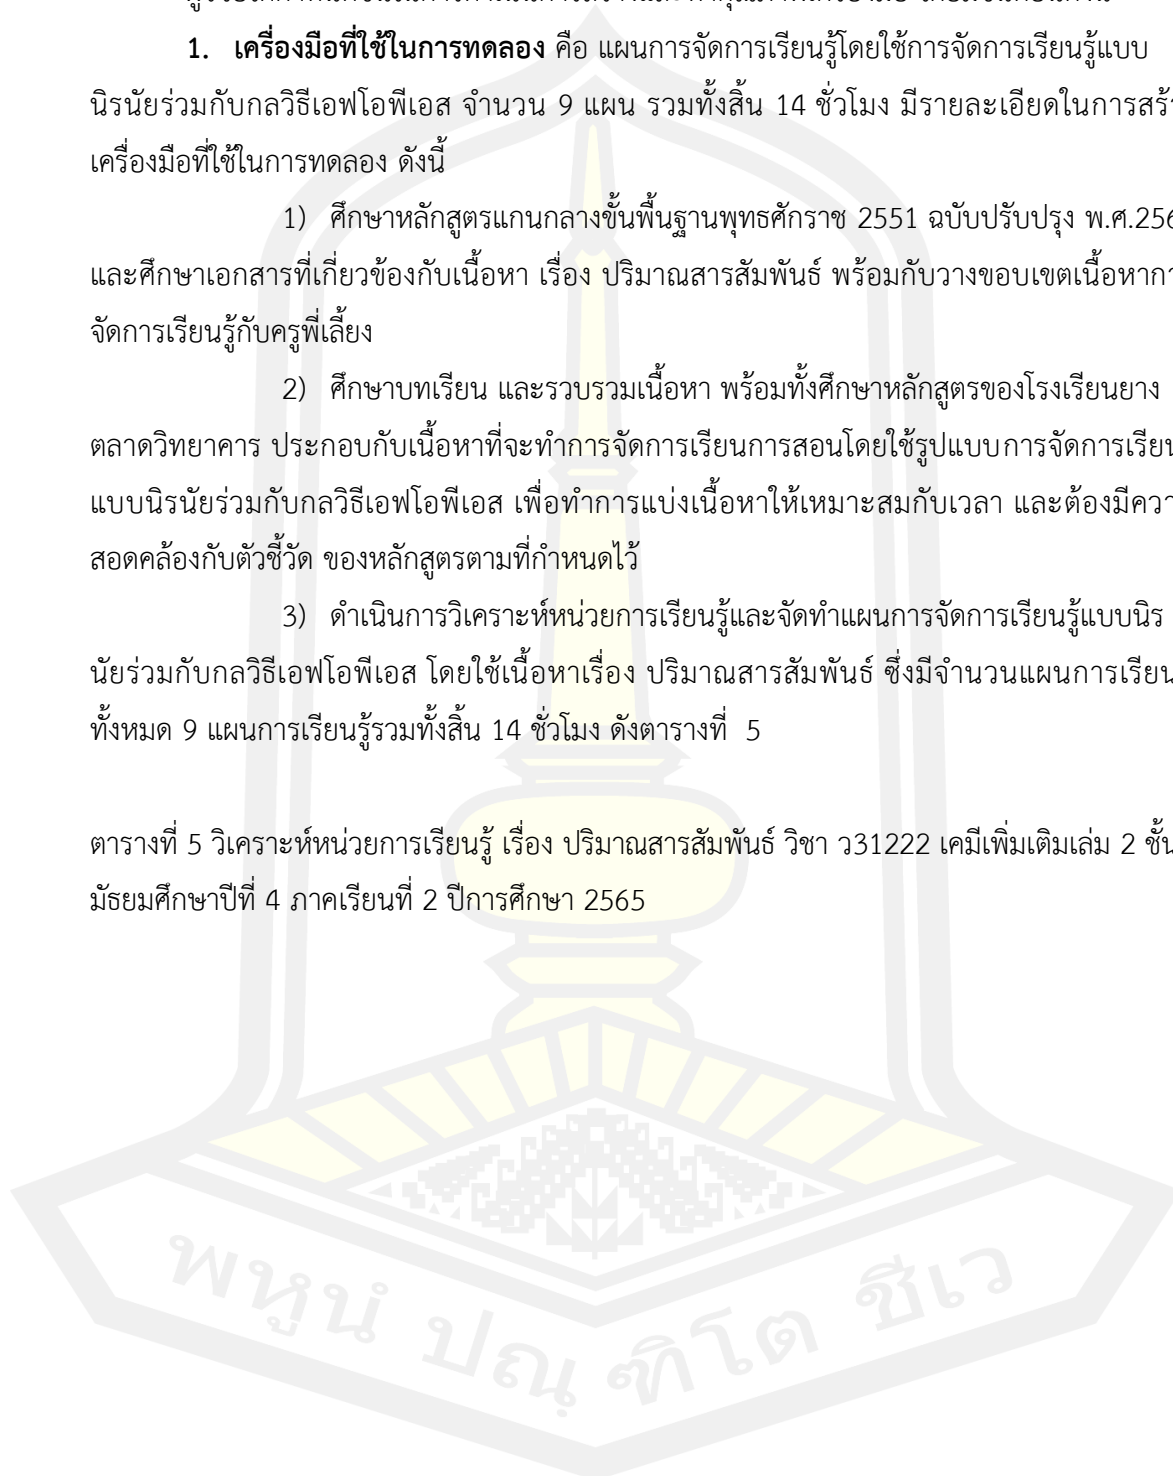 1. เครื่องมือที่ใช้ในการทดลอง คือ แผนการจัดการเรียนรู้โดยใช้การจัดการเรียนรู้แบบ
นิรนัยร่วมกับกลวิธีเอฟโอพีเอส จำนวน 9 แผน รวมทั้งสิ้น 14 ชั่วโมง มีรายละเอียดในการ
เครื่องมือที่ใช้ในการทดลอง ดังนี้
1) ศึกษาหลักสูตรแกนกลางขั้นพื้นฐานพุทธศักราช 2551 ฉบับปรับปรุง
และศึกษาเอกสารที่เกี่ยวข้องกับเนื้อหา เรื่อง ปริมาณสารสัมพันธ์ พร้อมกับวางขอบเขตเนื้อหา
จัดการเรียนรู้กับครูพี่เลี้ยง
2) ศึกษาบทเรียน และรวบรวมเนื้อหา พร้อมทั้งศึกษาหลักสูตรของโรงเรียนยาง
ตลาดวิทยาคาร ประกอบกับเนื้อหาที่จะทำการจัดการเรียนการสอนโดยใช้รูปแบบการจัดการ
แบบนิรนัยร่วมกับกลวิธีเอฟโอพีเอส เพื่อทำการแบ่งเนื้อหาให้เหมาะสมกับเวลา และต้องมี
สอดคล้องกับตัวชี้วัด ของหลักสูตรตามที่กำหนดไว้
3) ดำเนินการวิเคราะห์หน่วยการเรียนรู้และจัดทำแผนการจัดการเรียนรู้แบบนิร
นัยร่วมกับกลวิธีเอฟโอพีเอส โดยใช้เนื้อหาเรื่อง ปริมาณสารสัมพันธ์ ซึ่งมีจำนวนแผนการ
ทั้งหมด 9 แผนการเรียนรู้รวมทั้งสิ้น 14 ชั่วโมง ดังตารางที่ 5
ตารางที่ 5 วิเคราะห์หน่วยการเรียนรู้ เรื่อง ปริมาณสารสัมพันธ์ วิชา ว31222 เคมีเพิ่มเติมเล่ม 2 ชั้น
มัธยมศึกษาปีที่ 4 ภาคเรียนที่ 2 ปีการศึกษา 2565
พหูนํ ปณฺฑิโต ชีเว